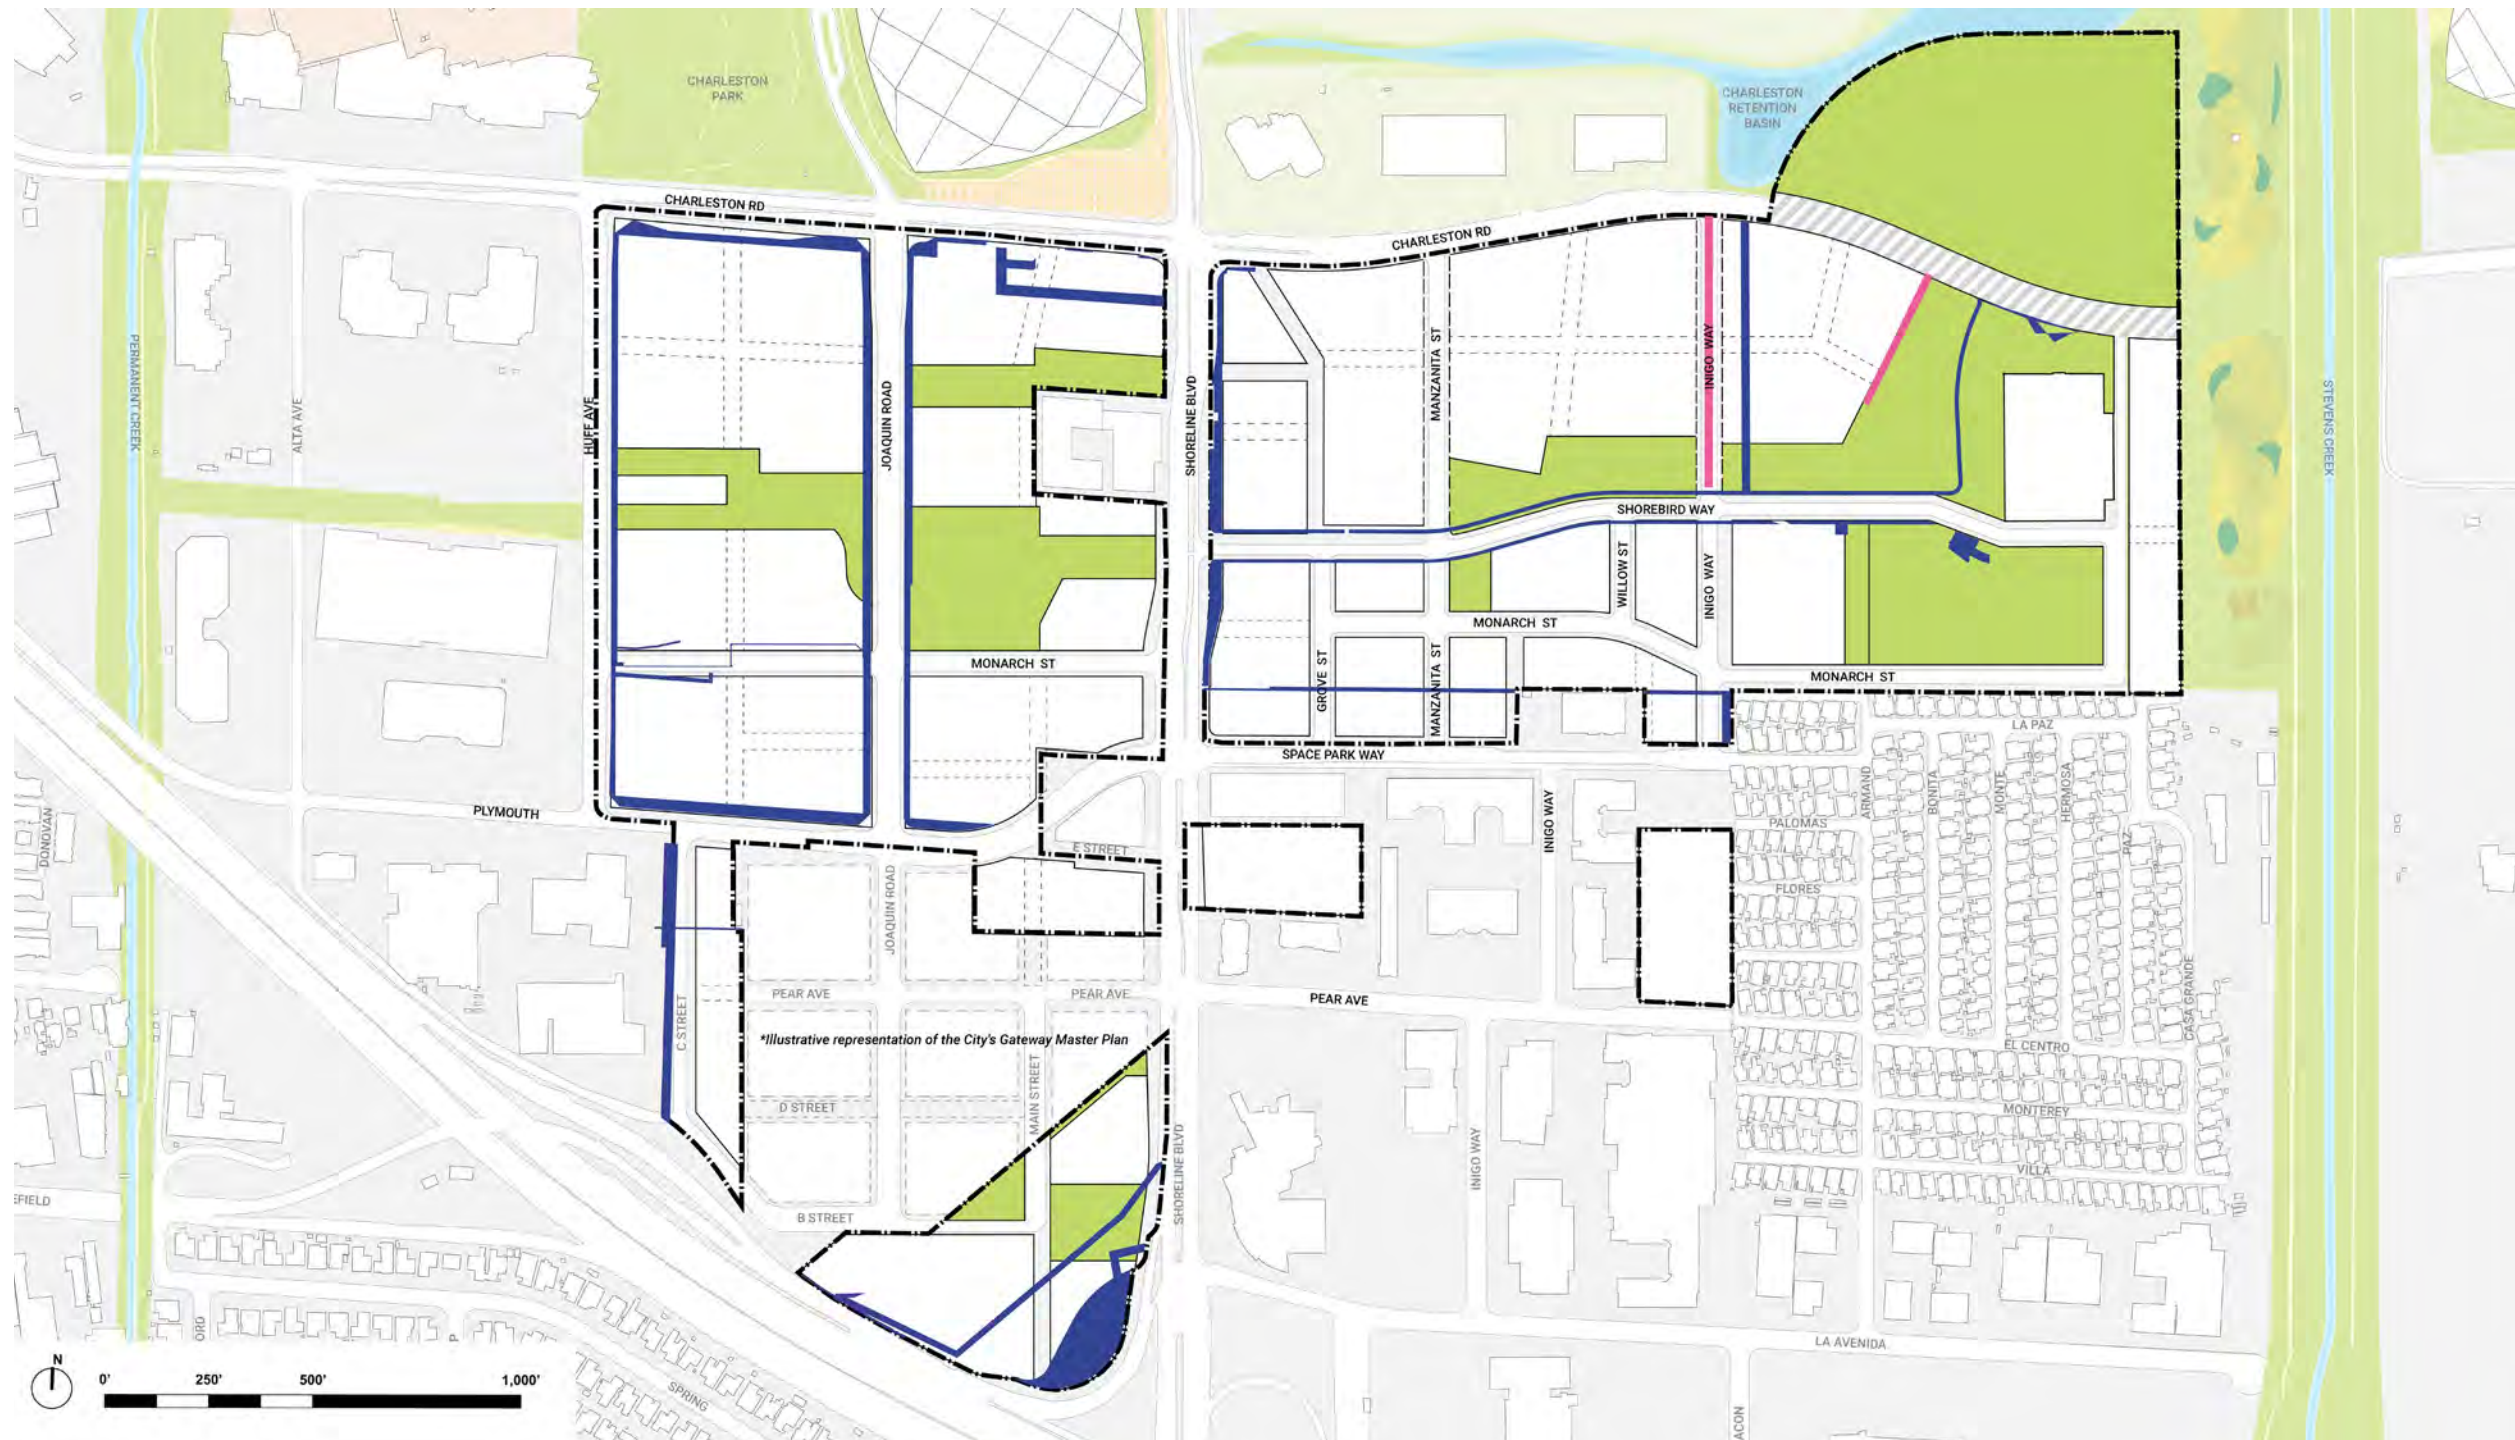 CHARLESTON
PARK
CHARLESTON
RETENTION
BASIN
CHARLESTON RD
CHARLESTON RD
PERMANENT CREEK
ALTA AVE
HUFF AVE
JOAQUIN ROAD
SHORELINE BLVD
MANZANITA ST
INIGO WAY
STEVENS CREEK
SHOREBIRD WAY
WILLOW ST
INIGO WAY
MONARCH ST
MONARCH ST
MONARCH ST
GROVE ST
MANZANITA ST
SPACE PARK WAY
LA PAZ
PLYMOUTH
DONOVAN
E STREET
INIGO WAY
ARMAND
BONITA
MONTE
HERMOSA
PAZ
PALOMAS
FLORES
JOAQUIN ROAD
PEAR AVE
PEAR AVE
PEAR AVE
C STREET
CASA GRANDE
*Illustrative representation of the City's Gateway Master Plan
EL CENTRO
MAIN STREET
D STREET
MONTEREY
SHORELINE BLVD
INIGO WAY
VILLA
EFIELD
B STREET
ORD
P
LA AVENIDA
SPRING
ACON
N
0' 250' 500' 1,000'